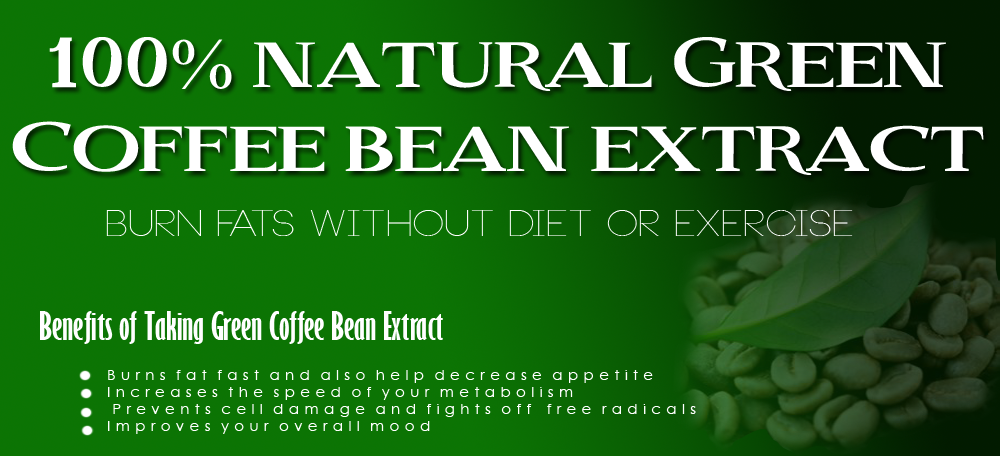 100% NATURAL GREEN
COFFEE BEAN EXTRACT
BURN FATS WITHOUT DIET OR EXERCISE
Benefits of Taking Green Coffee Bean Extract
Burns fat fast and also help decrease appetite
Increases the speed of your metabolism
Prevents cell damage and fights off free radicals
Improves your overall mood